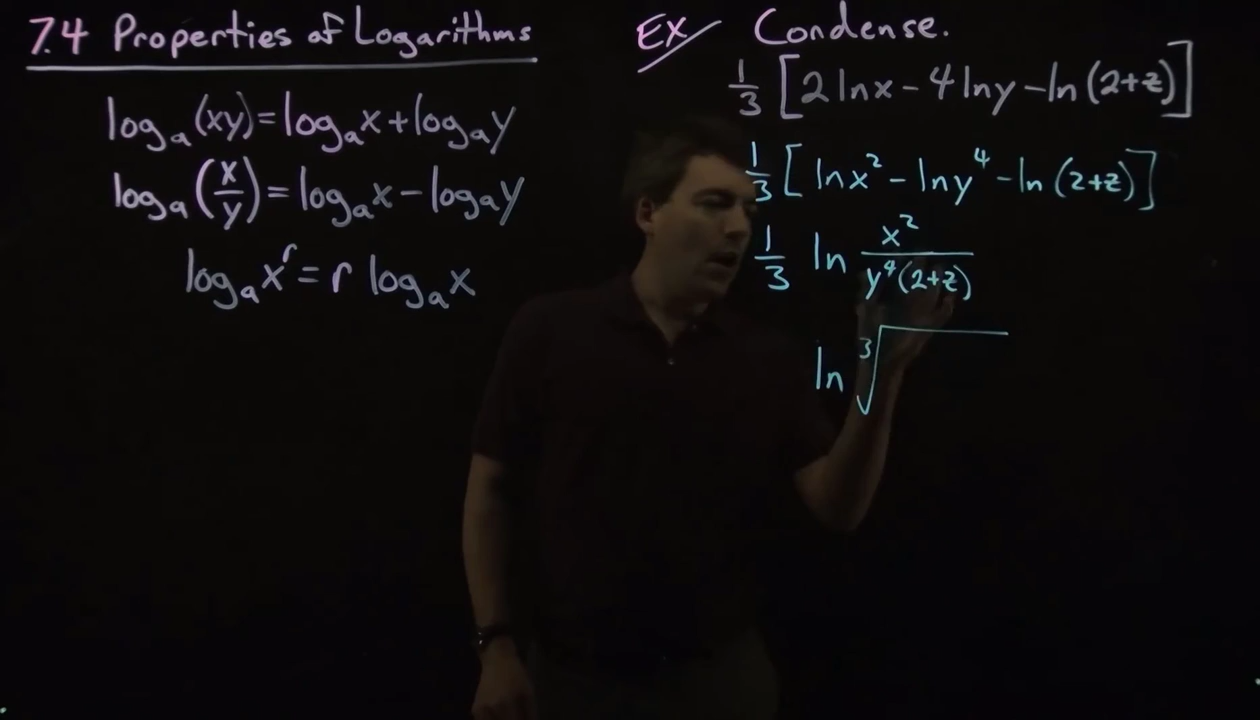 7.4 Properties of Logarithms
logₐ(xy) = logₐx + logₐy
logₐ(x/y) = logₐx − logₐy
logₐxʳ = r logₐx
EX Condense.
1/3 [2 ln x − 4 ln y − ln (2+z)]
1/3 [ln x² − ln y⁴ − ln (2+z)]
1/3 ln x²/(y⁴(2+z))
ln ∛